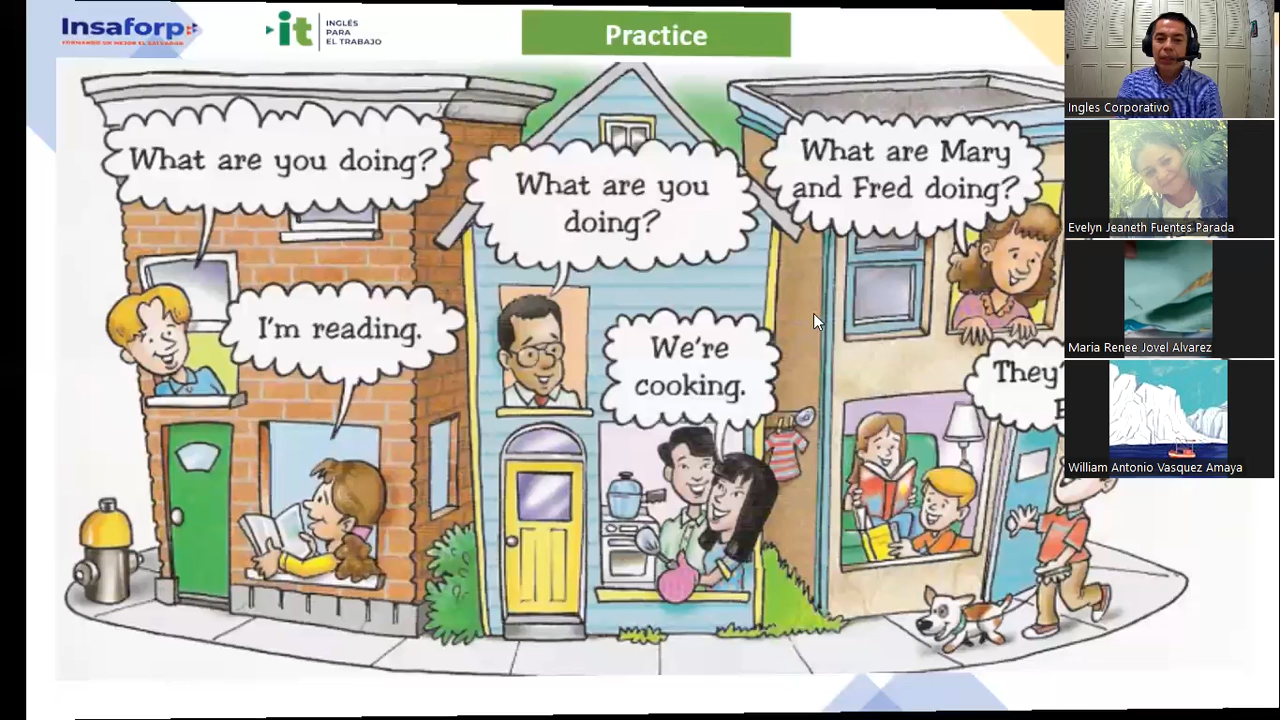 Insaforp
FORMANDO UN MEJOR EL SALVADOR
it
INGLÉS
PARA
EL TRABAJO
Practice
What are you doing?
I'm reading.
What are you
doing?
We're
cooking.
What are Mary
and Fred doing?
They'
Ingles Corporativo
Evelyn Jeaneth Fuentes Parada
Maria Renee Jovel Alvarez
William Antonio Vasquez Amaya